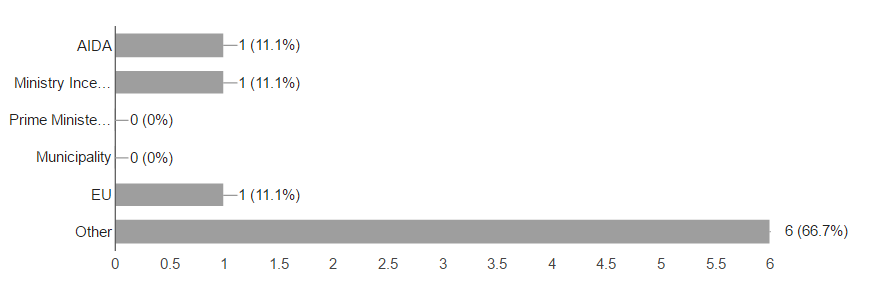 AIDA 1 (11.1%)
Ministry Ince… 1 (11.1%)
Prime Ministe… 0 (0%)
Municipality 0 (0%)
EU 1 (11.1%)
Other 6 (66.7%)
0 0.5 1 1.5 2 2.5 3 3.5 4 4.5 5 5.5 6